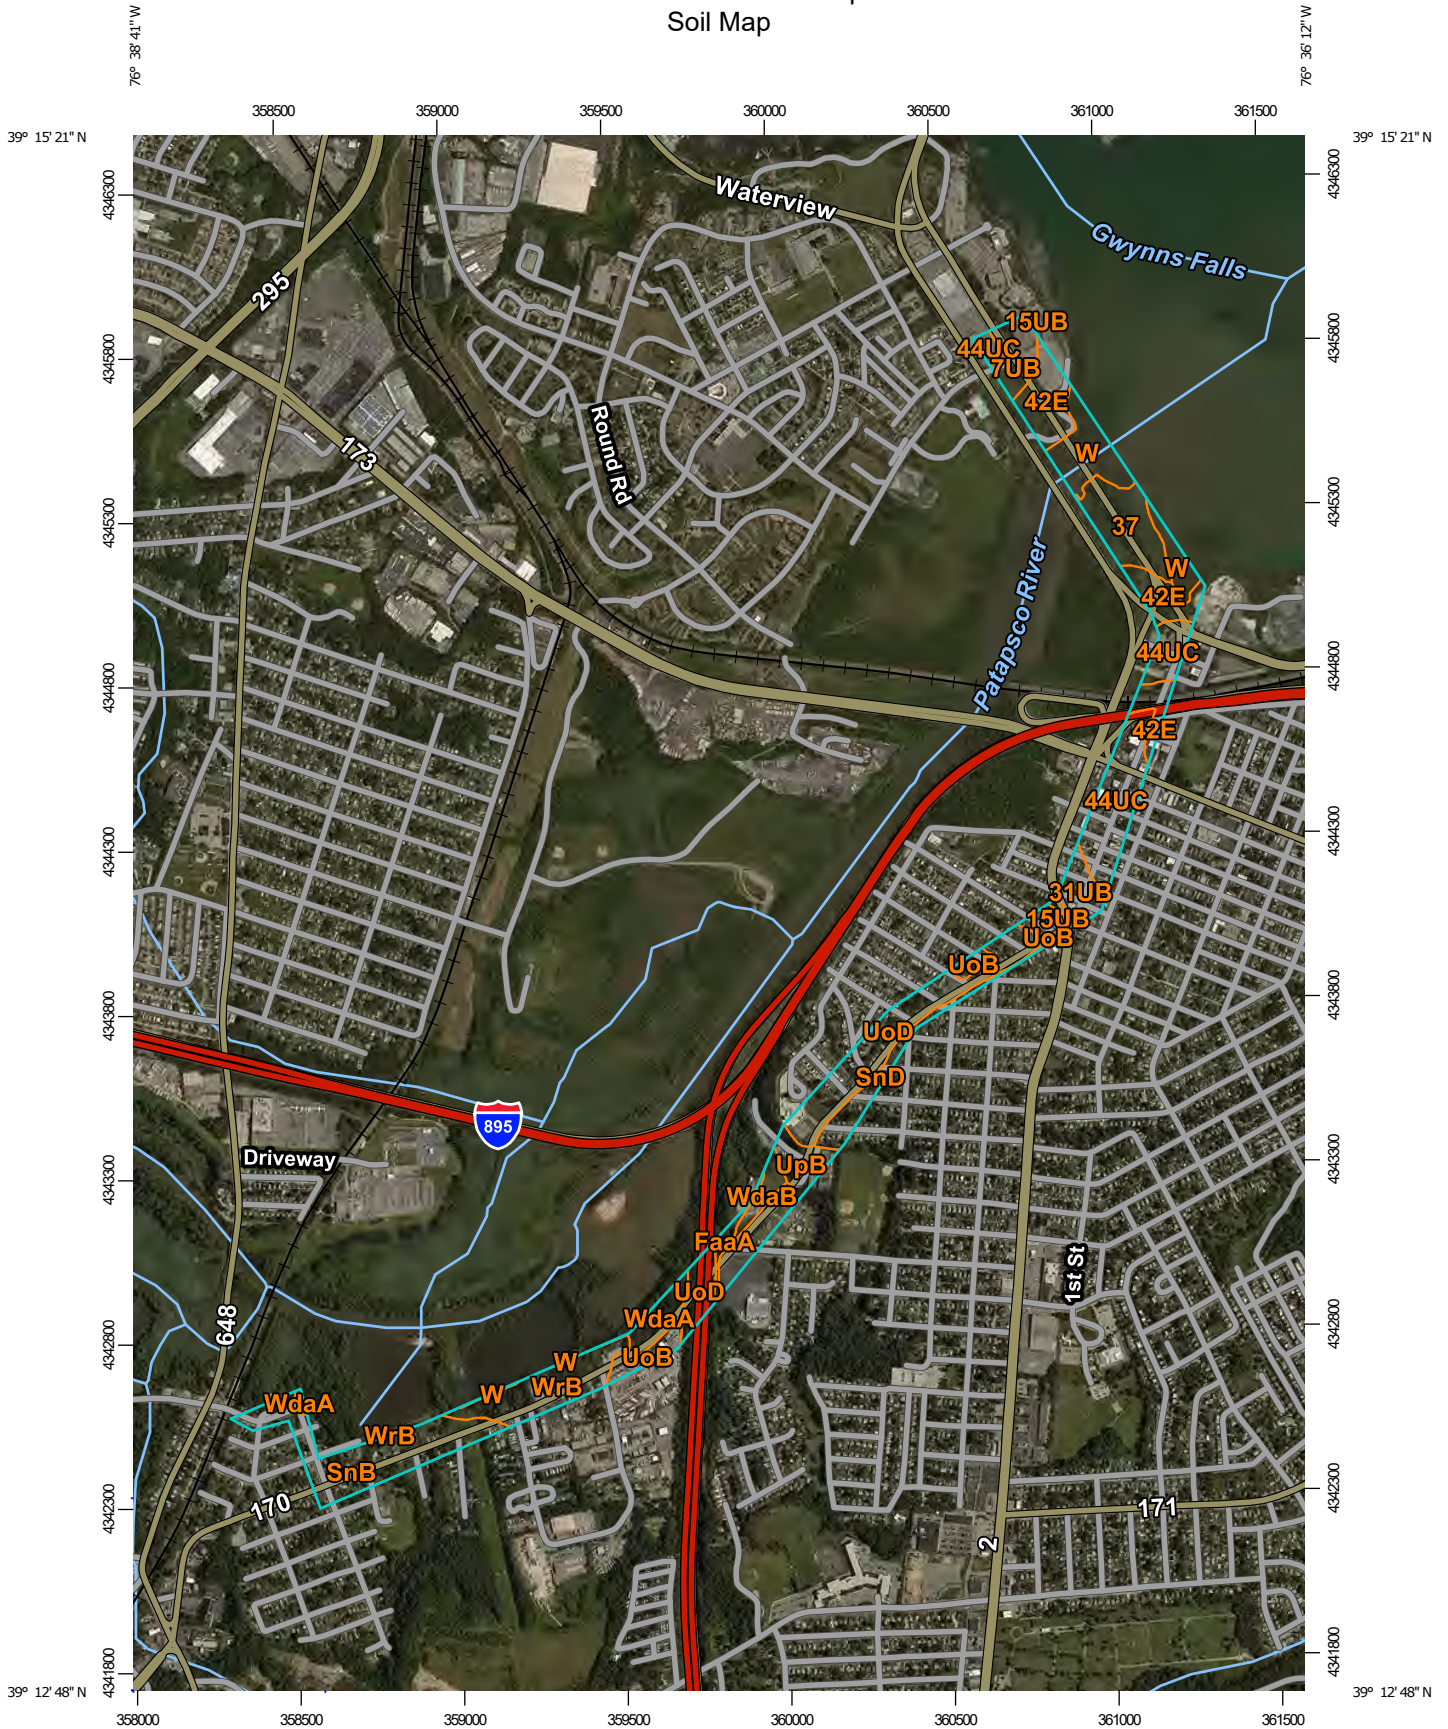 Soil Map
76° 38' 41'' W
76° 36' 12'' W
358500
359000
359500
360000
360500
361000
361500
39° 15' 21'' N
39° 15' 21'' N
4346300
4346300
Waterview
Gwynns Falls
295
15UB
44UC
7UB
42E
4345800
4345800
Round Rd
173
W
4345300
4345300
37
W
42E
Patapsco River
44UC
4344800
4344800
42E
44UC
4344300
4344300
31UB
15UB
UoB
UoB
4343800
4343800
UoD
SnD
895
Driveway
UpB
4343300
4343300
WdaB
FaaA
1st St
UoD
WdaA
648
UoB
4342800
4342800
W
WrB
W
WdaA
WrB
SnB
170
171
4342300
4342300
2
4341800
4341800
39° 12' 48'' N
39° 12' 48'' N
358000
358500
359000
359500
360000
360500
361000
361500